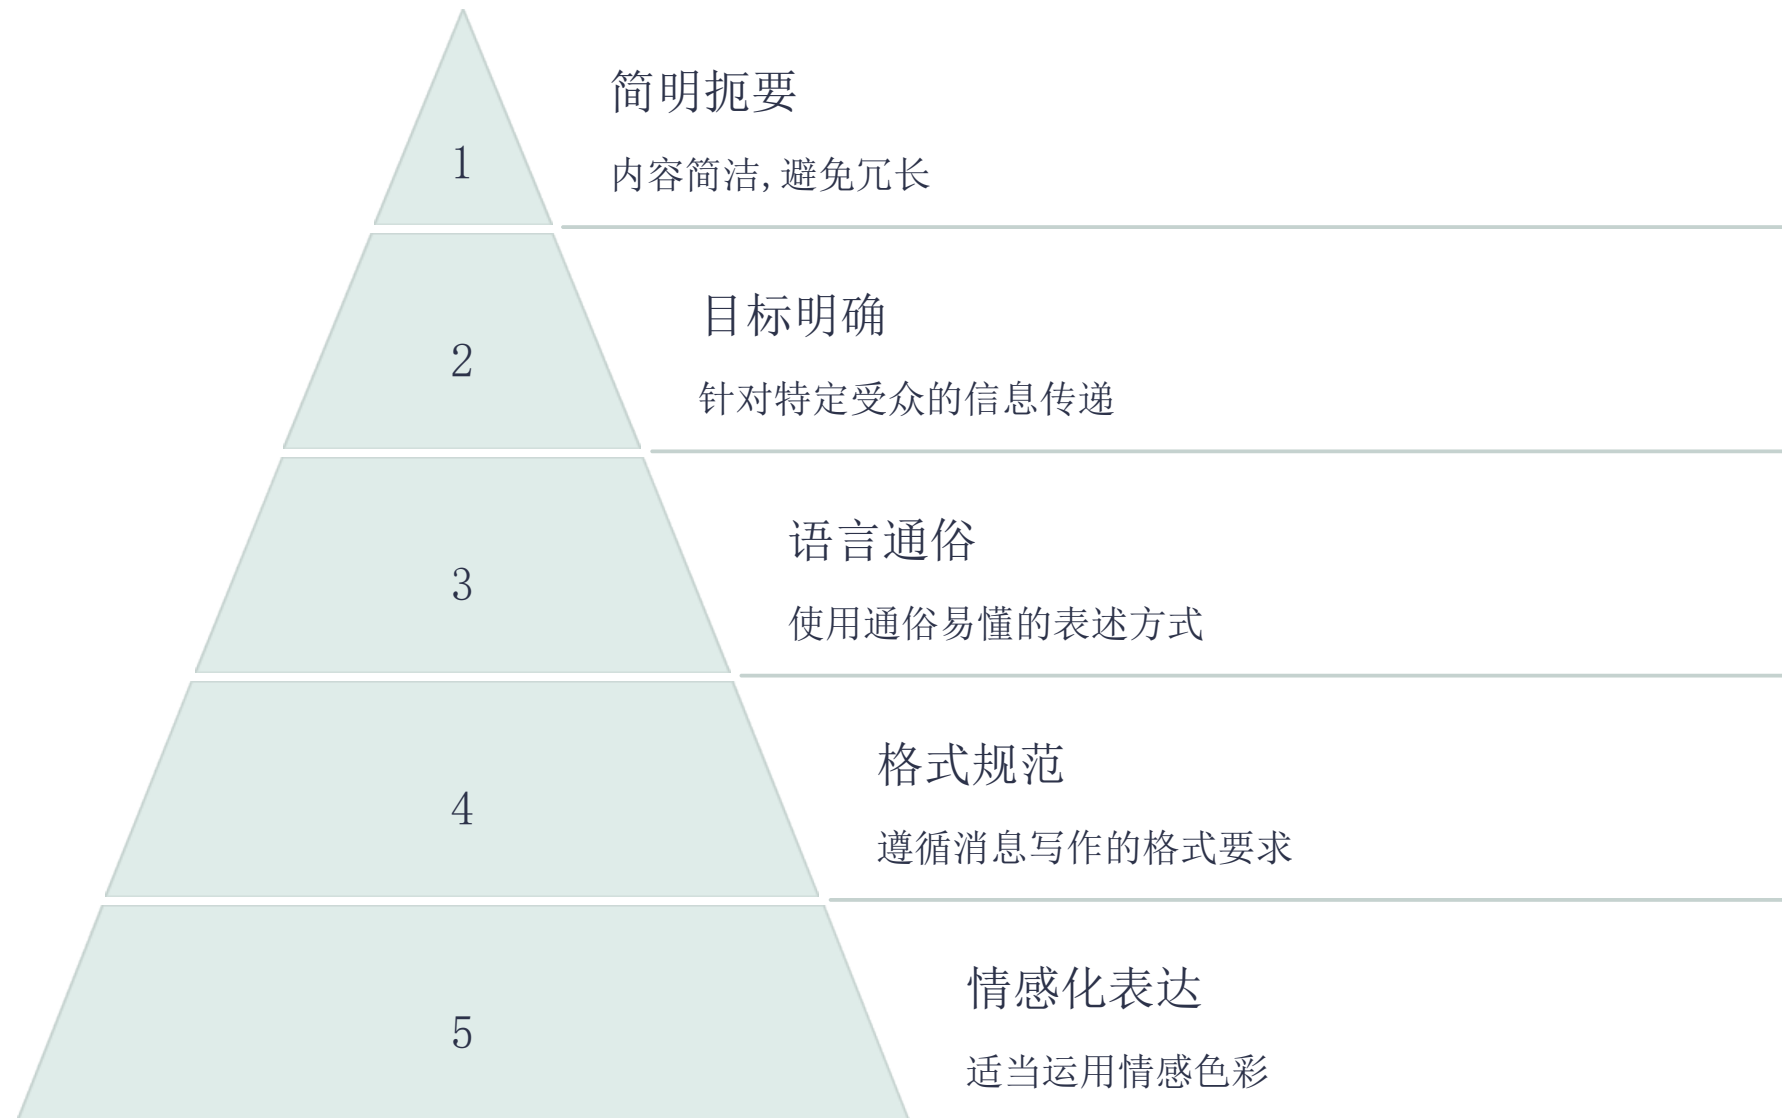 1
简明扼要
内容简洁,避免冗长
2
目标明确
针对特定受众的信息传递
3
语言通俗
使用通俗易懂的表述方式
4
格式规范
遵循消息写作的格式要求
5
情感化表达
适当运用情感色彩